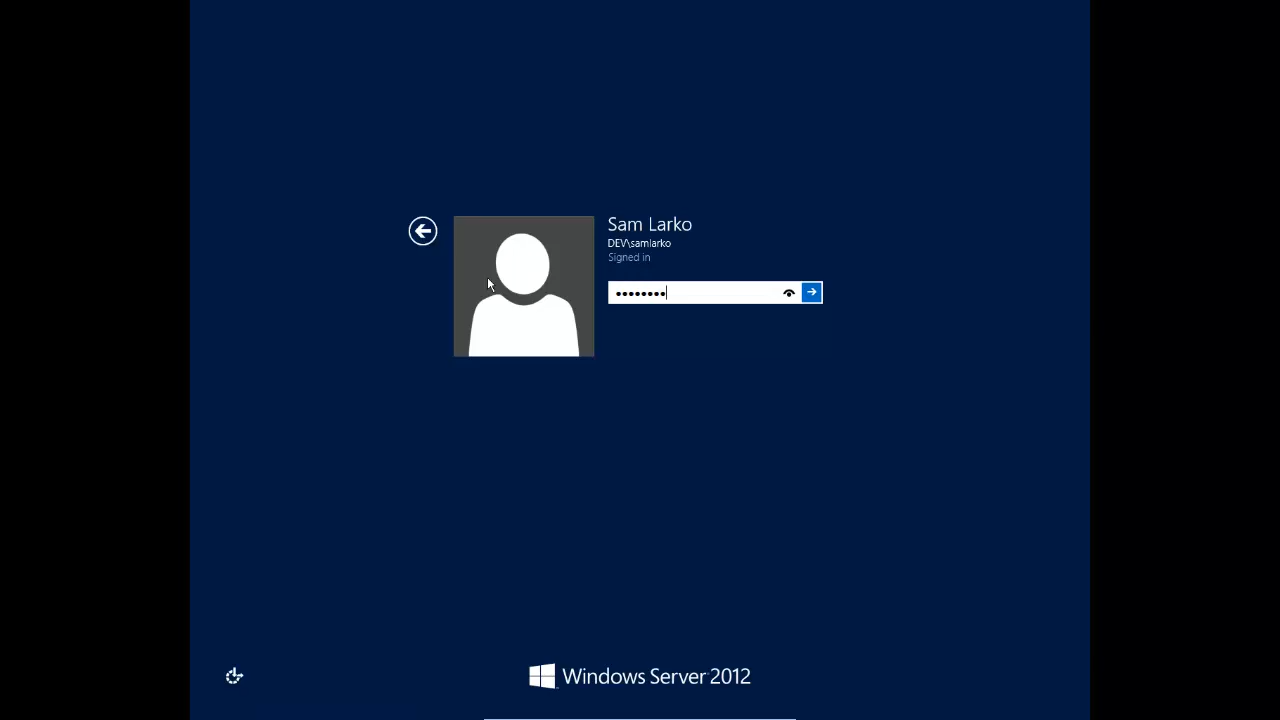 Sam Larko
DEV\samlarko
Signed in
••••••••
Windows Server 2012